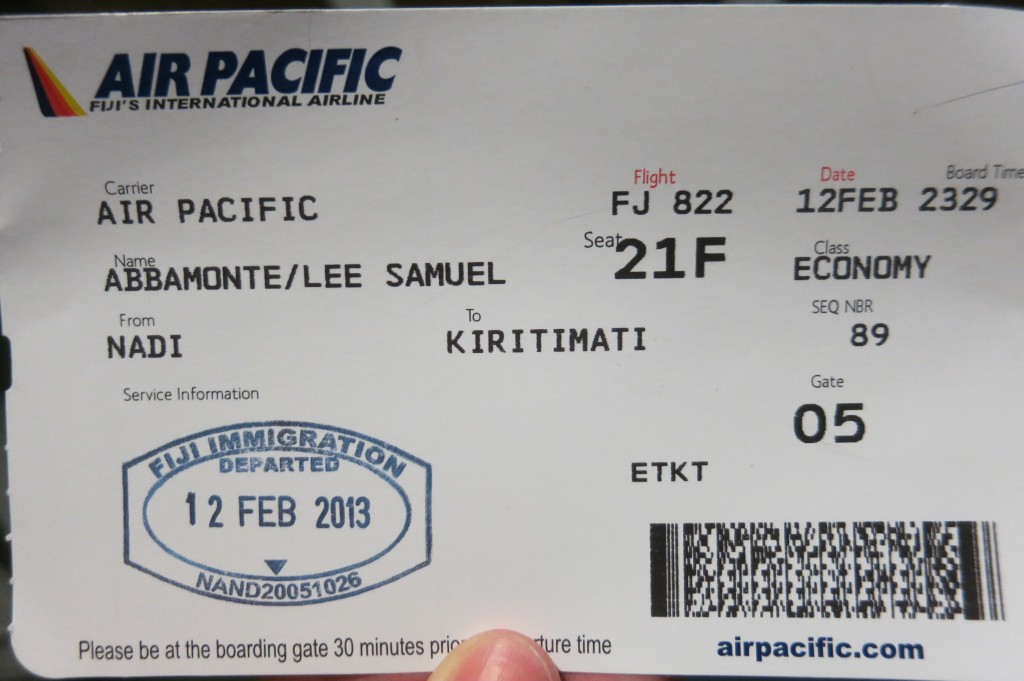 AIR PACIFIC
FIJI'S INTERNATIONAL AIRLINE
Carrier Flight Date Board Time
AIR PACIFIC FJ 822 12FEB 2329
Name Seat Class
ABBAMONTE/LEE SAMUEL 21F ECONOMY
From To SEQ NBR
NADI KIRITIMATI 89
Service Information Gate
05
FIJI IMMIGRATION
DEPARTED
12 FEB 2013
NAND20051026
ETKT
Please be at the boarding gate 30 minutes time
airpacific.com